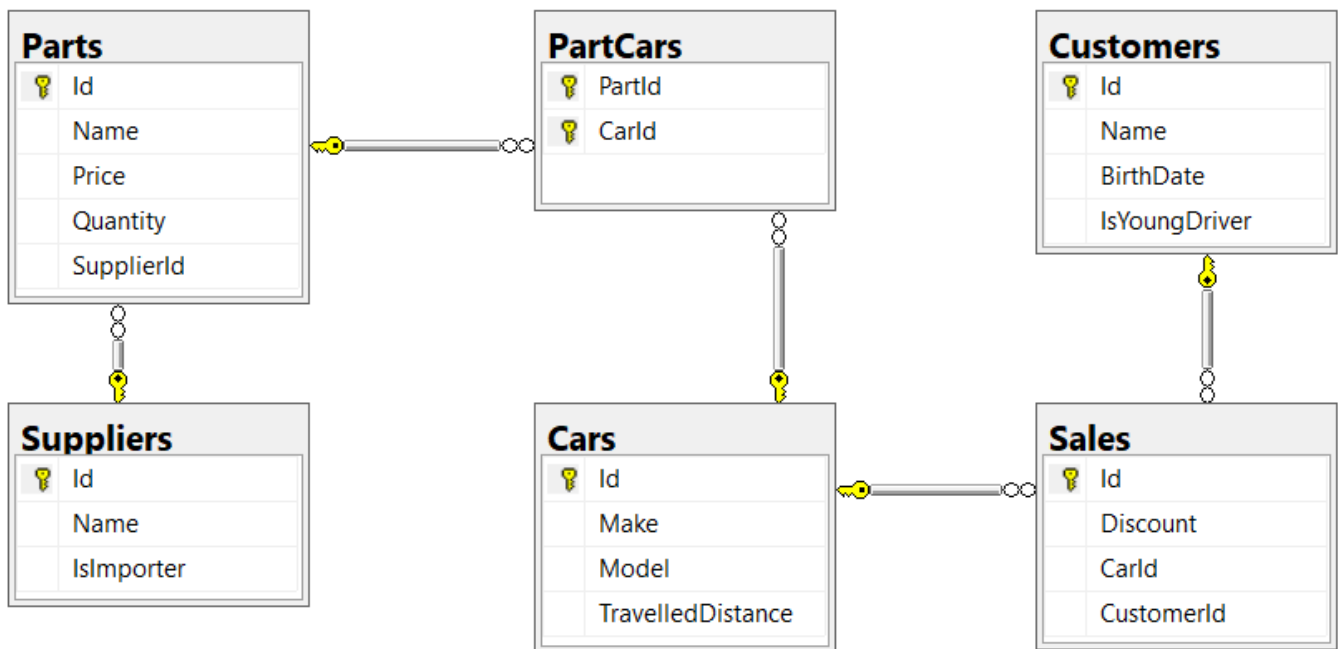 Parts
Id
Name
Price
Quantity
SupplierId
PartCars
PartId
CarId
Customers
Id
Name
BirthDate
IsYoungDriver
Suppliers
Id
Name
IsImporter
Cars
Id
Make
Model
TravelledDistance
Sales
Id
Discount
CarId
CustomerId